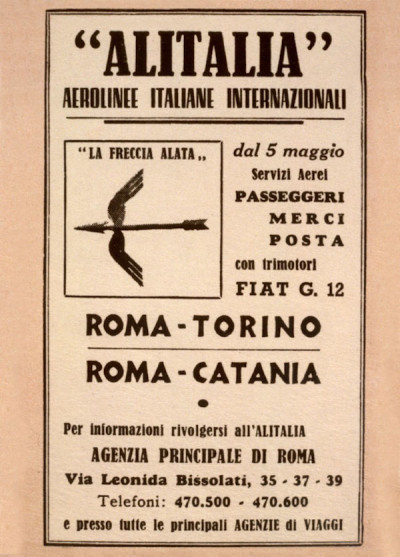 “ALITALIA”
AEROLINEE ITALIANE INTERNAZIONALI
“LA FRECCIA ALATA„
dal 5 maggio
Servizi Aerei
PASSEGGERI
MERCI
POSTA
con trimotori
FIAT G. 12
ROMA - TORINO
ROMA - CATANIA
Per informazioni rivolgersi all'ALITALIA
AGENZIA PRINCIPALE DI ROMA
Via Leonida Bissolati, 35 - 37 - 39
Telefoni: 470.500 - 470.600
e presso tutte le principali AGENZIE di VIAGGI